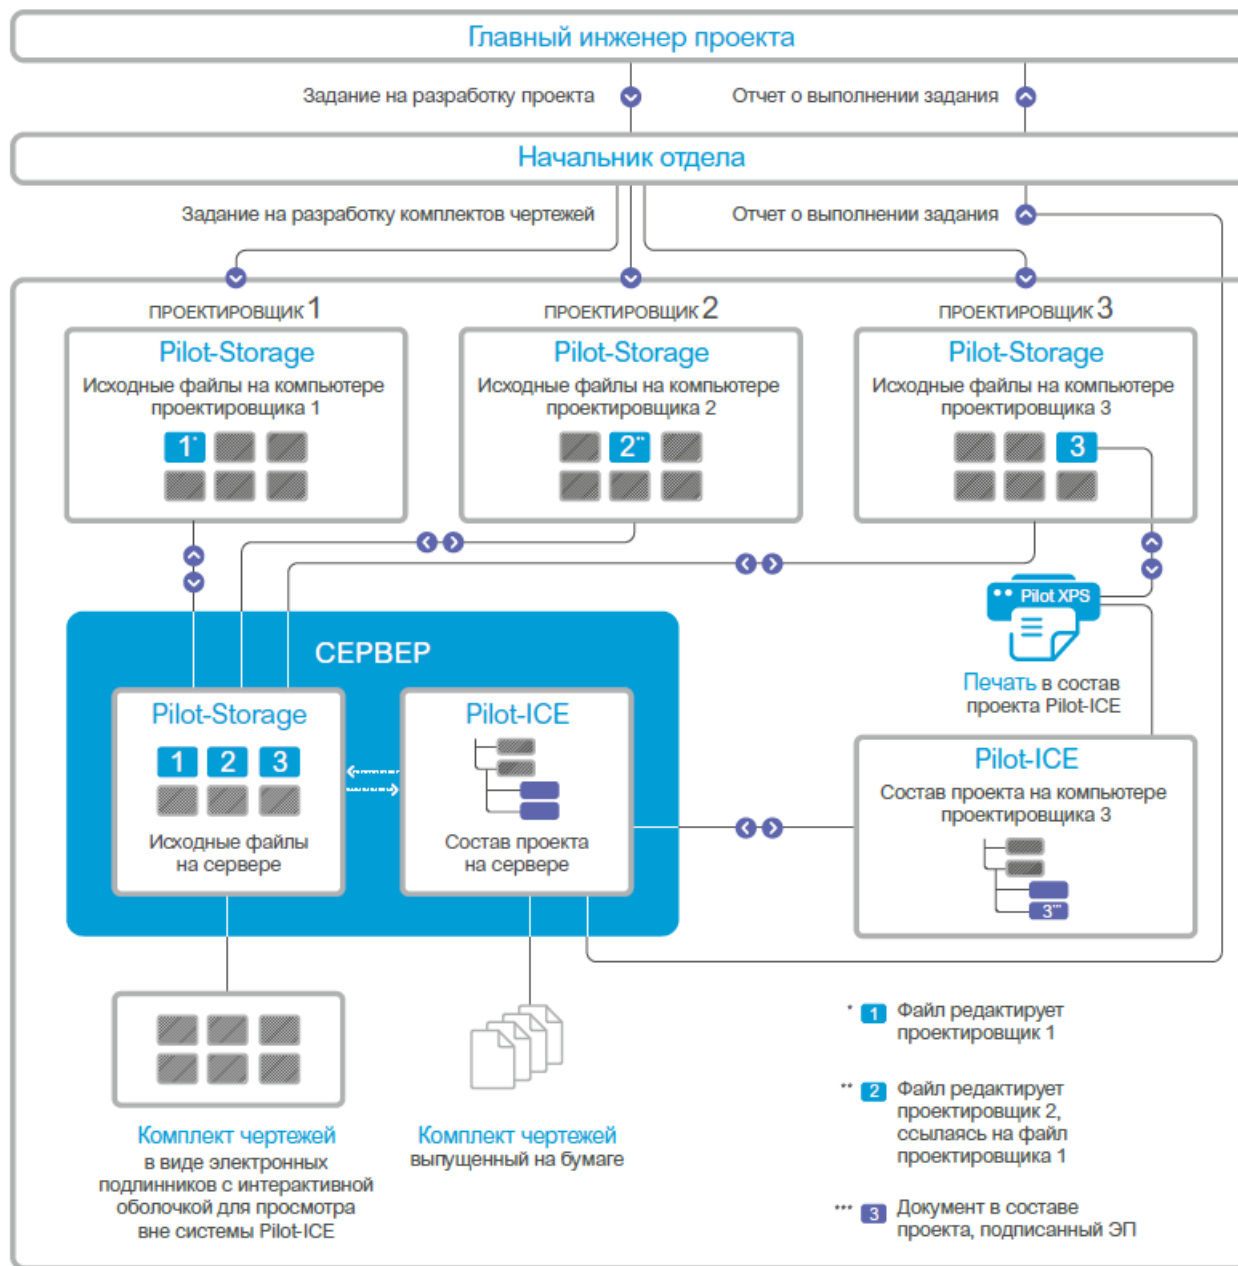 Главный инженер проекта
Задание на разработку проекта
Отчет о выполнении задания
Начальник отдела
Задание на разработку комплектов чертежей
Отчет о выполнении задания
ПРОЕКТИРОВЩИК 1
ПРОЕКТИРОВЩИК 2
ПРОЕКТИРОВЩИК 3
Pilot-Storage
Исходные файлы на компьютере
проектировщика 1
1*
Pilot-Storage
Исходные файлы на компьютере
проектировщика 2
2**
Pilot-Storage
Исходные файлы на компьютере
проектировщика 3
3
Pilot XPS
Печать в состав
проекта Pilot-ICE
СЕРВЕР
Pilot-Storage
1 2 3
Исходные файлы
на сервере
Pilot-ICE
Состав проекта
на сервере
Pilot-ICE
Состав проекта на компьютере
проектировщика 3
3***
Комплект чертежей
в виде электронных
подлинников с интерактивной
оболочкой для просмотра
вне системы Pilot-ICE
Комплект чертежей
выпущенный на бумаге
* 1 Файл редактирует
проектировщик 1
** 2 Файл редактирует
проектировщик 2,
ссылаясь на файл
проектировщика 1
*** 3 Документ в составе
проекта, подписанный ЭП